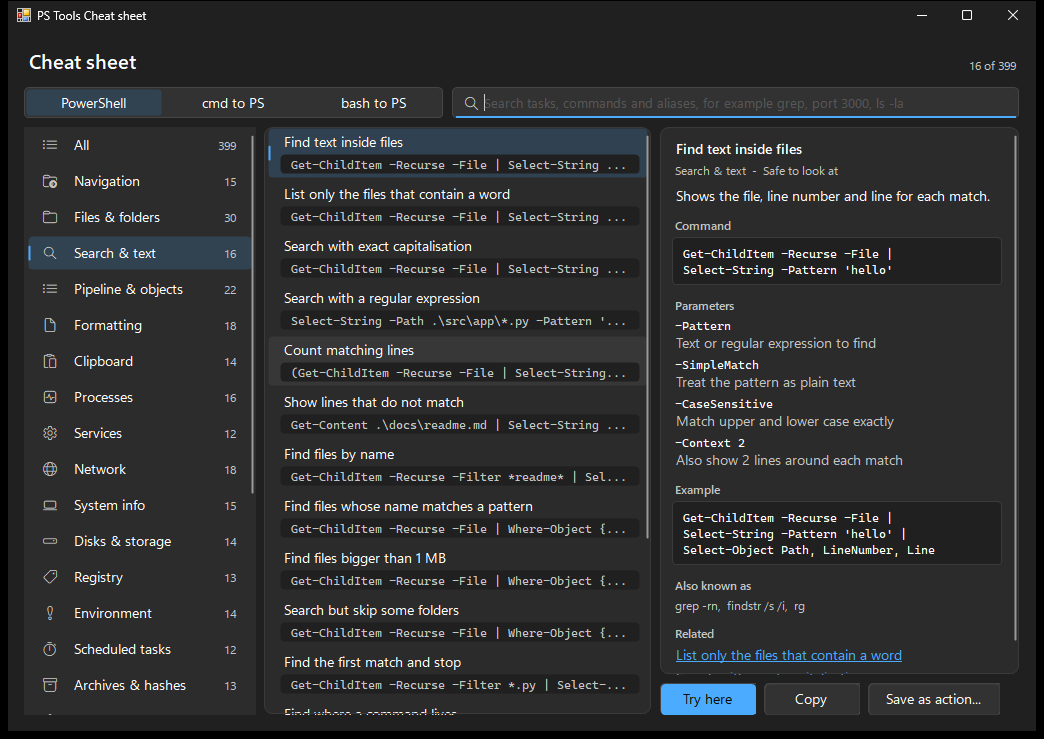 PS Tools Cheat sheet
Cheat sheet
16 of 399
PowerShell
cmd to PS
bash to PS
Search tasks, commands and aliases, for example grep, port 3000, ls -la
All 399
Navigation 15
Files & folders 30
Search & text 16
Pipeline & objects 22
Formatting 18
Clipboard 14
Processes 16
Services 12
Network 18
System info 15
Disks & storage 14
Registry 13
Environment 14
Scheduled tasks 12
Archives & hashes 13
Find text inside files
Get-ChildItem -Recurse -File | Select-String ...
List only the files that contain a word
Get-ChildItem -Recurse -File | Select-String ...
Search with exact capitalisation
Get-ChildItem -Recurse -File | Select-String ...
Search with a regular expression
Select-String -Path .\src\app\*.py -Pattern '...
Count matching lines
(Get-ChildItem -Recurse -File | Select-String...
Show lines that do not match
Get-Content .\docs\readme.md | Select-String ...
Find files by name
Get-ChildItem -Recurse -Filter *readme* | Sel...
Find files whose name matches a pattern
Get-ChildItem -Recurse -File | Where-Object {...
Find files bigger than 1 MB
Get-ChildItem -Recurse -File | Where-Object {...
Search but skip some folders
Get-ChildItem -Recurse -File | Where-Object {...
Find the first match and stop
Get-ChildItem -Recurse -Filter *.py | Select-...
Find where a command lives
Find text inside files
Search & text - Safe to look at
Shows the file, line number and line for each match.
Command
Get-ChildItem -Recurse -File |
Select-String -Pattern 'hello'
Parameters
-Pattern
Text or regular expression to find
-SimpleMatch
Treat the pattern as plain text
-CaseSensitive
Match upper and lower case exactly
-Context 2
Also show 2 lines around each match
Example
Get-ChildItem -Recurse -File |
Select-String -Pattern 'hello' |
Select-Object Path, LineNumber, Line
Also known as
grep -rn, findstr /s /i, rg
Related
List only the files that contain a word
Try here
Copy
Save as action...